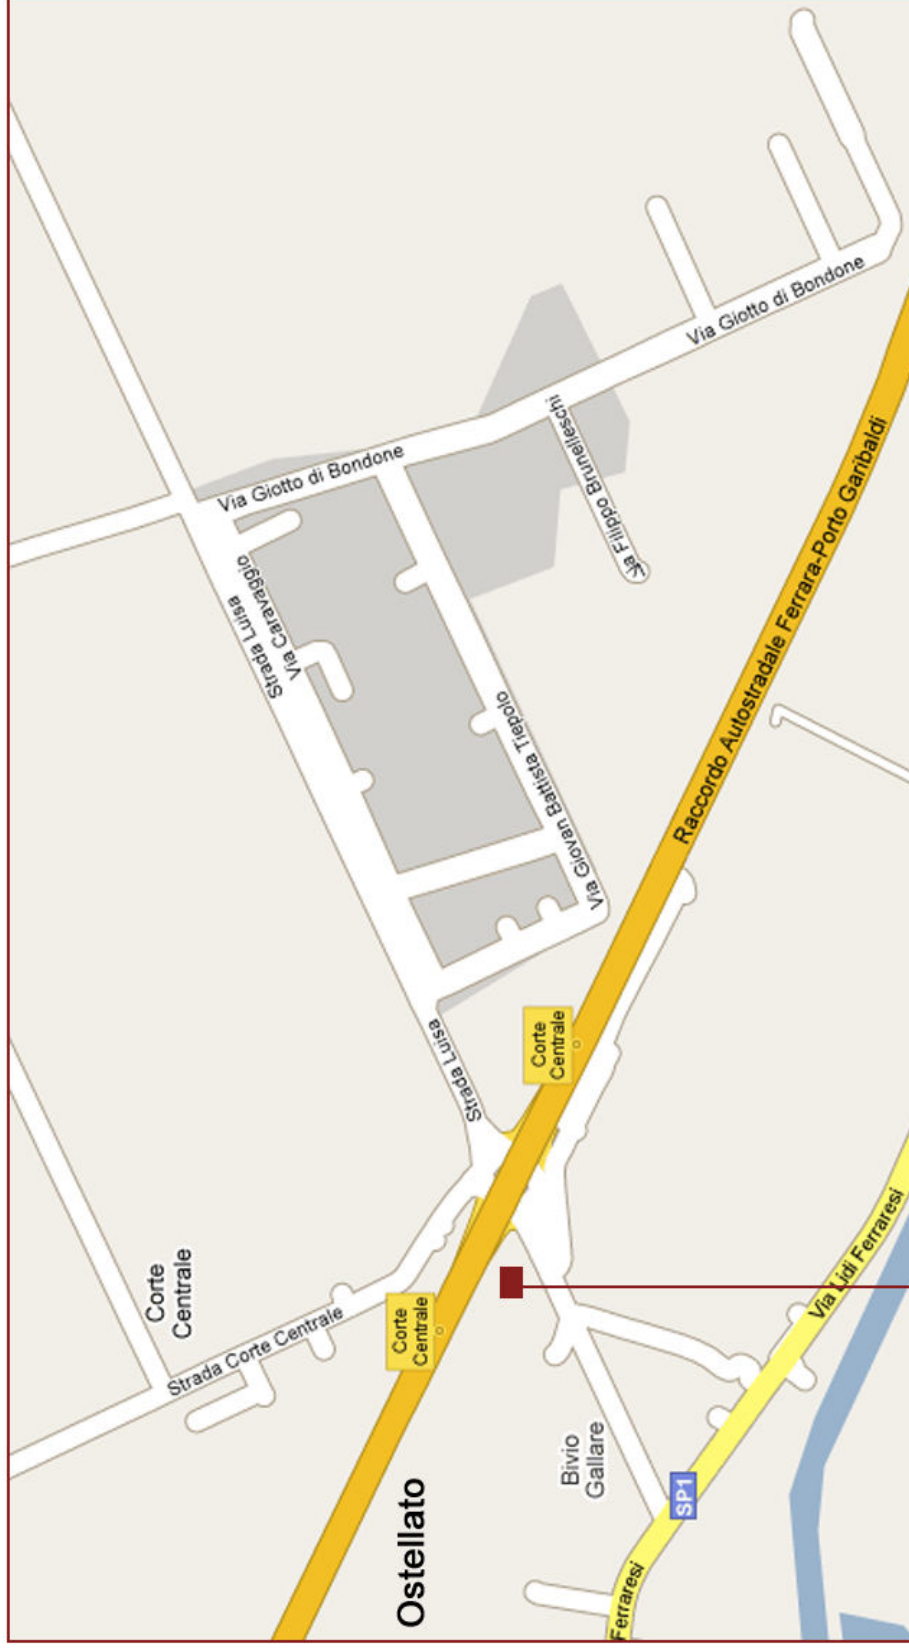 Ostellato
Corte
Centrale
Strada Corte Centrale
Corte
Centrale
Bivio
Gallare
SP1
Ferraresi
Via Lidi Ferraresi
Strada Luisa
Corte
Centrale
Strada Luisa
Via Caravaggio
Via Giotto di Bondone
Via Giovan Battista Tiepolo
Via Filippo Brunelleschi
Via Giotto di Bondone
Raccordo Autostradale Ferrara-Porto Garibaldi